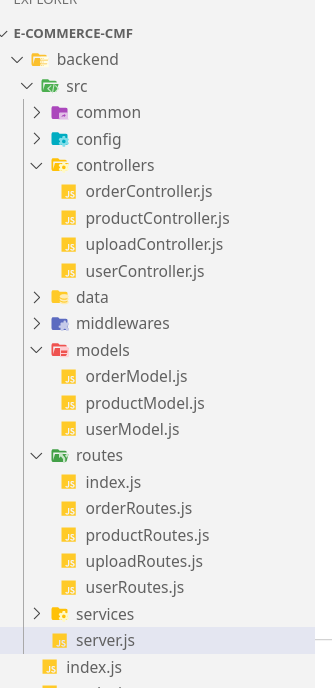 EXPLORER
E-COMMERCE-CMF
backend
src
common
config
controllers
orderController.js
productController.js
uploadController.js
userController.js
data
middlewares
models
orderModel.js
productModel.js
userModel.js
routes
index.js
orderRoutes.js
productRoutes.js
uploadRoutes.js
userRoutes.js
services
server.js
index.js